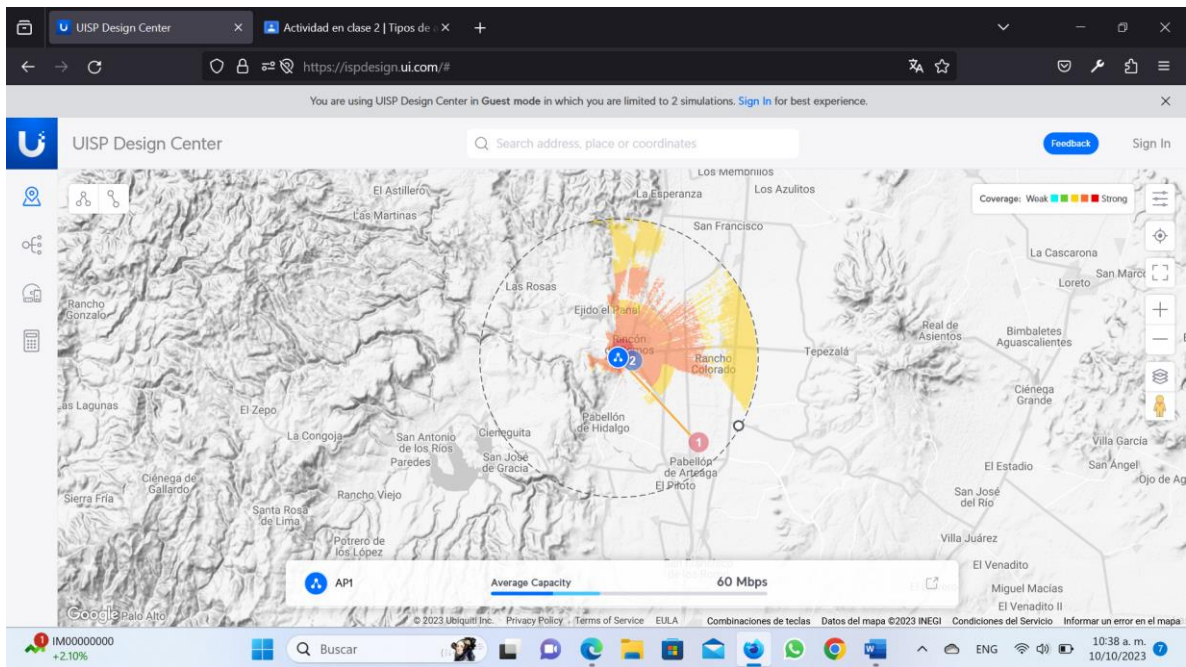 UISP Design Center
Actividad en clase 2 | Tipos de
https://ispdesign.ui.com/#
You are using UISP Design Center in Guest mode in which you are limited to 2 simulations. Sign In for best experience.
UISP Design Center
Search address, place or coordinates
Feedback
Sign In
Coverage: Weak Strong
Los Membrillos
El Astillero
La Esperanza
Los Azulitos
Las Martinas
San Francisco
La Cascarona
San Marco
Loreto
Las Rosas
Rancho
Gonzalo
Ejido el Panal
Real de
Asientos
Bimbaletes
Aguascalientes
Rincón
2
Rancho
Colorado
Tepezalá
Ciénega
Grande
as Lagunas
El Zepo
Pabellón
de Hidalgo
La Congoja
San Antonio
de los Ríos
Paredes
Cieneguita
1
Villa García
San José
de Gracia
Pabellón
de Arteaga
El Piloto
El Estadio
San Ángel
Ojo de Ag
Ciénega de
Gallardo
Sierra Fría
Rancho Viejo
San José
del Río
Santa Rosa
de Lima
Potrero de
los López
Villa Juárez
El Venadito
AP1
Average Capacity
60 Mbps
Miguel Macías
El Venadito II
Google
Palo Alto
© 2023 Ubiquiti Inc.
Privacy Policy
Terms of Service
EULA
Combinaciones de teclas
Datos del mapa ©2023 INEGI
Condiciones del Servicio
Informar un error en el mapa
1
IM00000000
+2.10%
Buscar
ENG
10:38 a. m.
10/10/2023
7